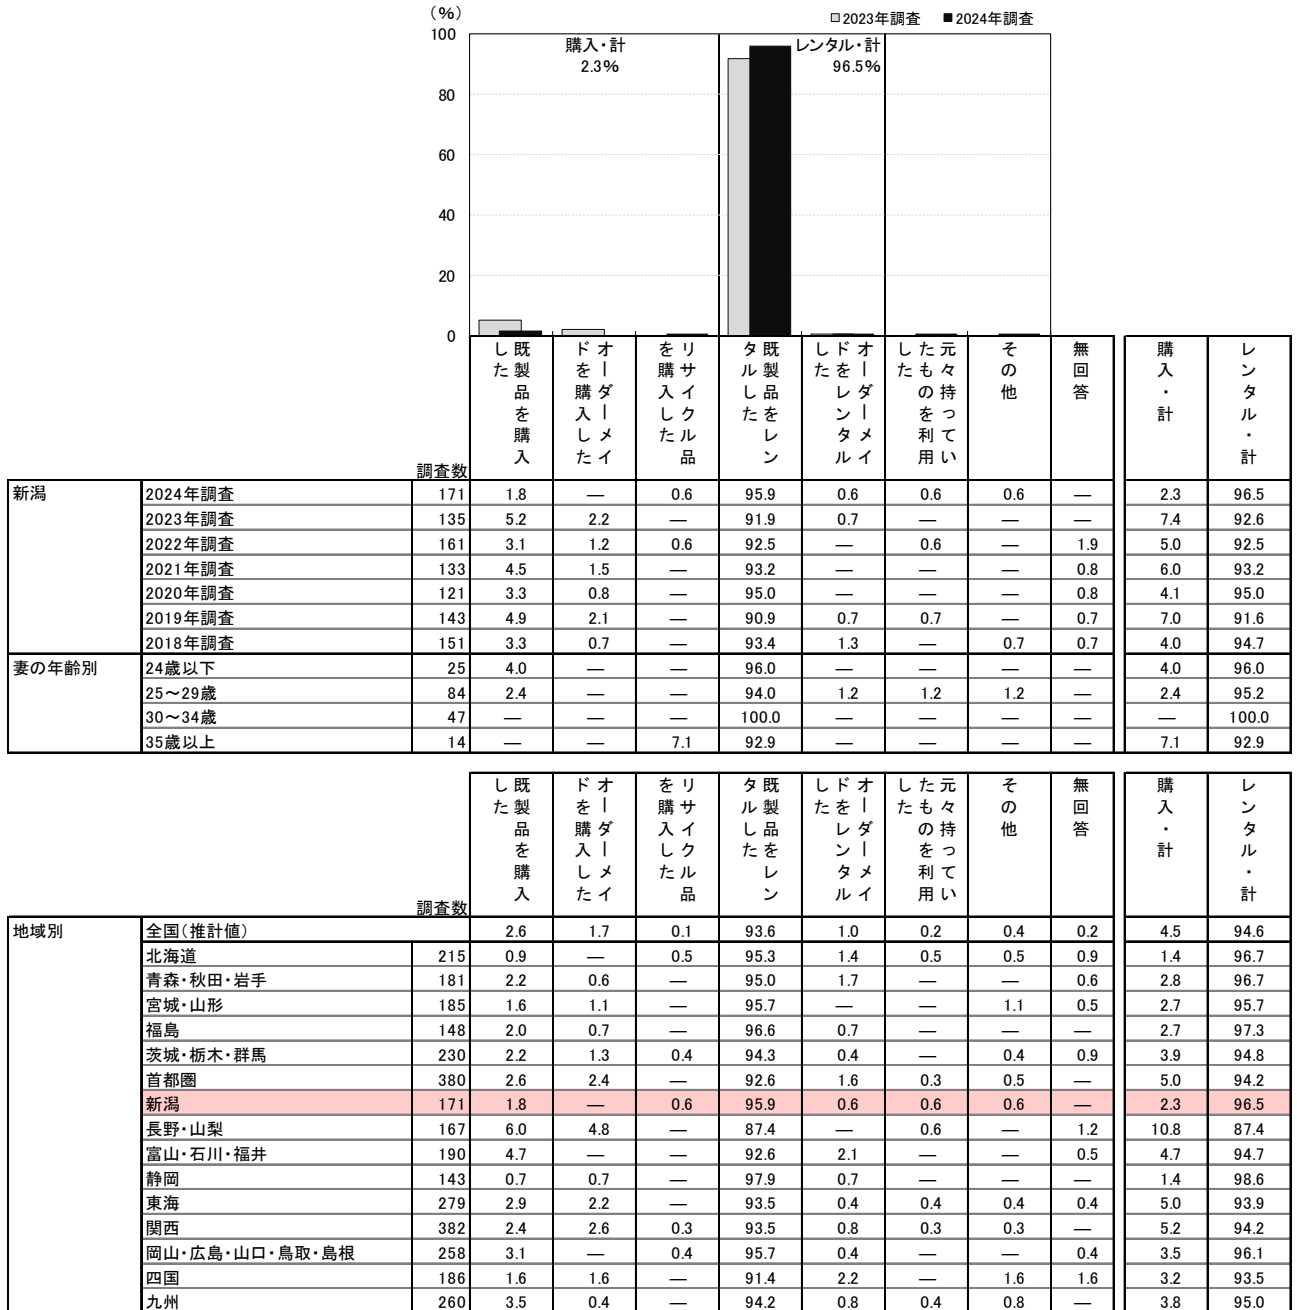 （％）
□2023年調査 ■2024年調査
100
購入・計
2.3%
レンタル・計
96.5%
80
60
40
20
0
既製品を購入した
オーダーメイドを購入した
リサイクル品を購入した
既製品をレンタルした
オーダーメイドをレンタルした
元々持っていたものを利用した
その他
無回答
購入・計
レンタル・計
調査数
新潟 2024年調査 171 1.8 — 0.6 95.9 0.6 0.6 0.6 — 2.3 96.5
2023年調査 135 5.2 2.2 — 91.9 0.7 — — — 7.4 92.6
2022年調査 161 3.1 1.2 0.6 92.5 — 0.6 — 1.9 5.0 92.5
2021年調査 133 4.5 1.5 — 93.2 — — — 0.8 6.0 93.2
2020年調査 121 3.3 0.8 — 95.0 — — — 0.8 4.1 95.0
2019年調査 143 4.9 2.1 — 90.9 0.7 0.7 — 0.7 7.0 91.6
2018年調査 151 3.3 0.7 — 93.4 1.3 — 0.7 0.7 4.0 94.7
妻の年齢別 24歳以下 25 4.0 — — 96.0 — — — — 4.0 96.0
25～29歳 84 2.4 — — 94.0 1.2 1.2 1.2 — 2.4 95.2
30～34歳 47 — — — 100.0 — — — — — 100.0
35歳以上 14 — — 7.1 92.9 — — — — 7.1 92.9
既製品を購入した
オーダーメイドを購入した
リサイクル品を購入した
既製品をレンタルした
オーダーメイドをレンタルした
元々持っていたものを利用した
その他
無回答
購入・計
レンタル・計
調査数
地域別 全国（推計値） 2.6 1.7 0.1 93.6 1.0 0.2 0.4 0.2 4.5 94.6
北海道 215 0.9 — 0.5 95.3 1.4 0.5 0.5 0.9 1.4 96.7
青森・秋田・岩手 181 2.2 0.6 — 95.0 1.7 — — 0.6 2.8 96.7
宮城・山形 185 1.6 1.1 — 95.7 — — 1.1 0.5 2.7 95.7
福島 148 2.0 0.7 — 96.6 0.7 — — — 2.7 97.3
茨城・栃木・群馬 230 2.2 1.3 0.4 94.3 0.4 — 0.4 0.9 3.9 94.8
首都圏 380 2.6 2.4 — 92.6 1.6 0.3 0.5 — 5.0 94.2
新潟 171 1.8 — 0.6 95.9 0.6 0.6 0.6 — 2.3 96.5
長野・山梨 167 6.0 4.8 — 87.4 — 0.6 — 1.2 10.8 87.4
富山・石川・福井 190 4.7 — — 92.6 2.1 — — 0.5 4.7 94.7
静岡 143 0.7 0.7 — 97.9 0.7 — — — 1.4 98.6
東海 279 2.9 2.2 — 93.5 0.4 0.4 0.4 0.4 5.0 93.9
関西 382 2.4 2.6 0.3 93.5 0.8 0.3 0.3 — 5.2 94.2
岡山・広島・山口・鳥取・島根 258 3.1 — 0.4 95.7 0.4 — — 0.4 3.5 96.1
四国 186 1.6 1.6 — 91.4 2.2 — 1.6 1.6 3.2 93.5
九州 260 3.5 0.4 — 94.2 0.8 0.4 0.8 — 3.8 95.0